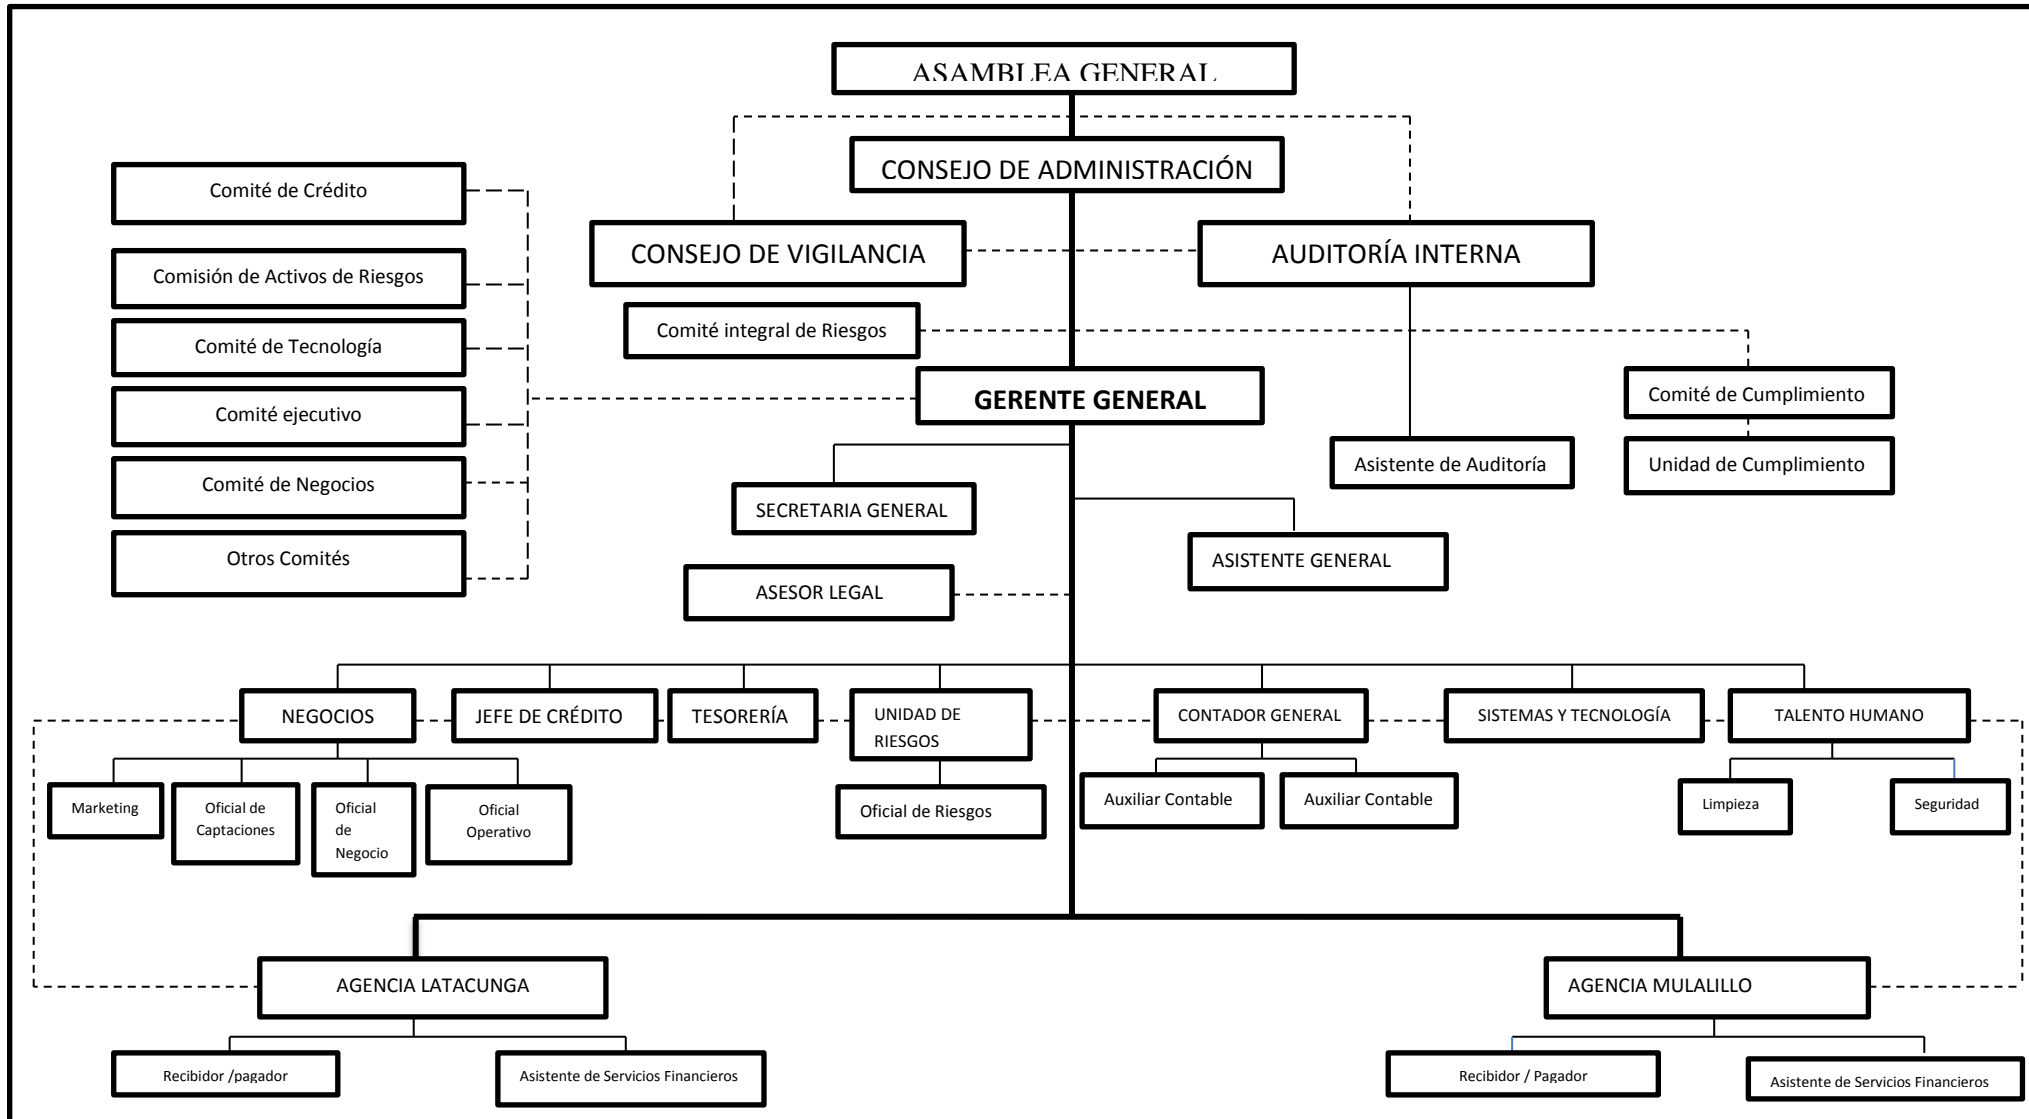 ASAMBLEA GENERAL
CONSEJO DE ADMINISTRACIÓN
Comité de Crédito
CONSEJO DE VIGILANCIA
AUDITORÍA INTERNA
Comisión de Activos de Riesgos
Comité integral de Riesgos
Comité de Tecnología
GERENTE GENERAL
Comité de Cumplimiento
Comité ejecutivo
Asistente de Auditoría
Unidad de Cumplimiento
Comité de Negocios
SECRETARIA GENERAL
Otros Comités
ASISTENTE GENERAL
ASESOR LEGAL
NEGOCIOS
JEFE DE CRÉDITO
TESORERÍA
UNIDAD DE
RIESGOS
CONTADOR GENERAL
SISTEMAS Y TECNOLOGÍA
TALENTO HUMANO
Marketing
Oficial de
Captaciones
Oficial
de
Negocio
Oficial
Operativo
Oficial de Riesgos
Auxiliar Contable
Auxiliar Contable
Limpieza
Seguridad
AGENCIA LATACUNGA
AGENCIA MULALILLO
Recibidor /pagador
Asistente de Servicios Financieros
Recibidor / Pagador
Asistente de Servicios Financieros